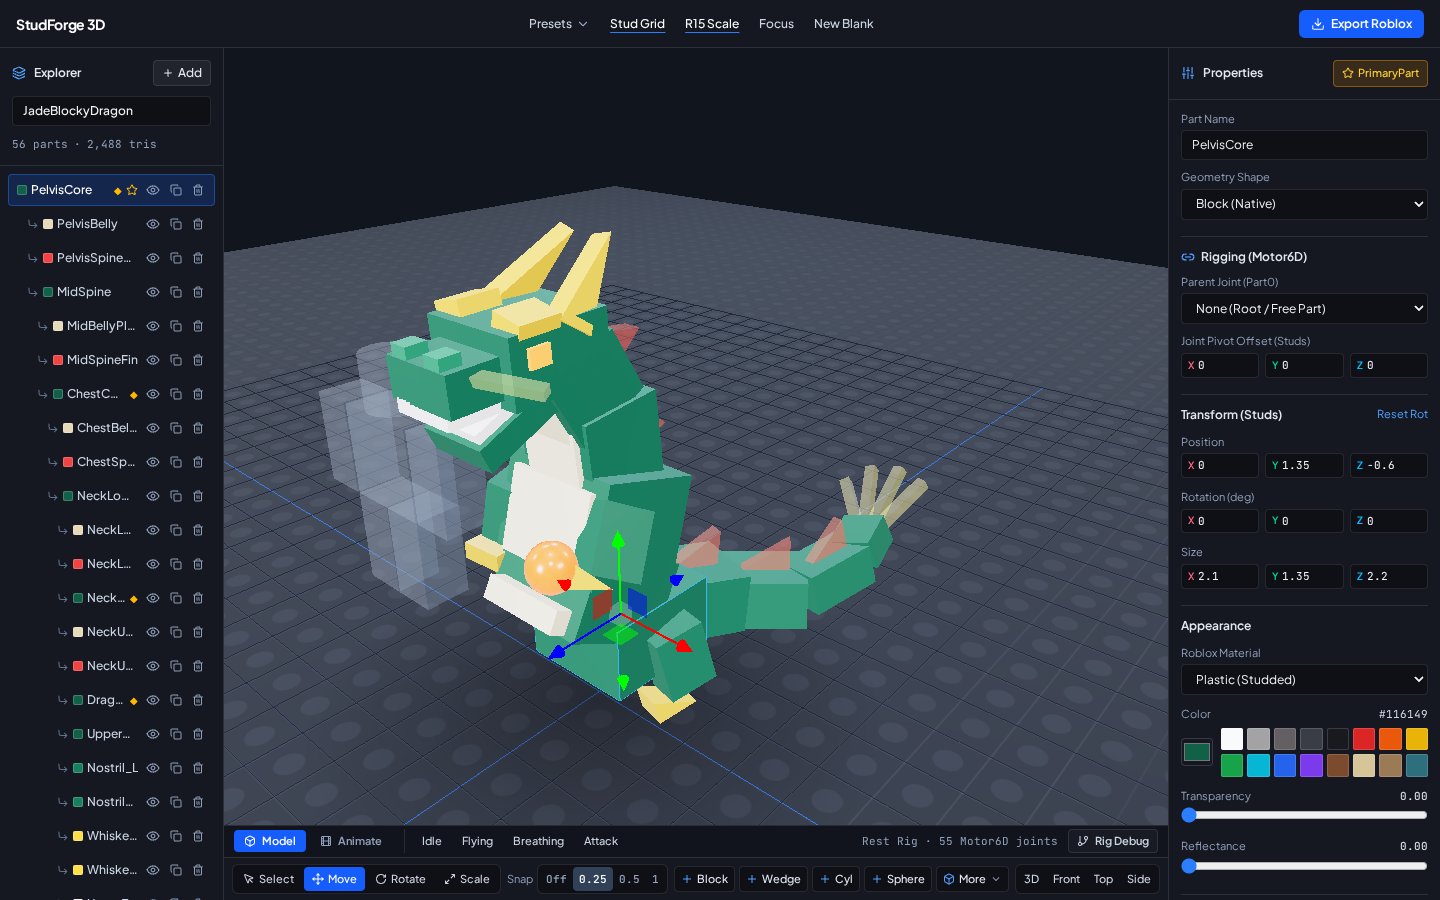 StudForge 3D
Presets
Stud Grid
R15 Scale
Focus
New Blank
Export Roblox
Explorer
Add
JadeBlockyDragon
56 parts · 2,488 tris
PelvisCore
PelvisBelly
PelvisSpine...
MidSpine
MidBellyPl...
MidSpineFin
ChestC...
ChestBel...
ChestSp...
NeckLo...
NeckL...
NeckL...
Neck...
NeckU...
NeckU...
Drag...
Upper...
Nostril_L
Nostril...
Whiske...
Whiske...
Model
Animate
Idle
Flying
Breathing
Attack
Rest Rig · 55 Motor6D joints
Rig Debug
Select
Move
Rotate
Scale
Snap
Off
0.25
0.5
1
Block
Wedge
Cyl
Sphere
More
3D
Front
Top
Side
Properties
PrimaryPart
Part Name
PelvisCore
Geometry Shape
Block (Native)
Rigging (Motor6D)
Parent Joint (Part0)
None (Root / Free Part)
Joint Pivot Offset (Studs)
X 0
Y 0
Z 0
Transform (Studs)
Reset Rot
Position
X 0
Y 1.35
Z -0.6
Rotation (deg)
X 0
Y 0
Z 0
Size
X 2.1
Y 1.35
Z 2.2
Appearance
Roblox Material
Plastic (Studded)
Color
#116149
Transparency
0.00
Reflectance
0.00